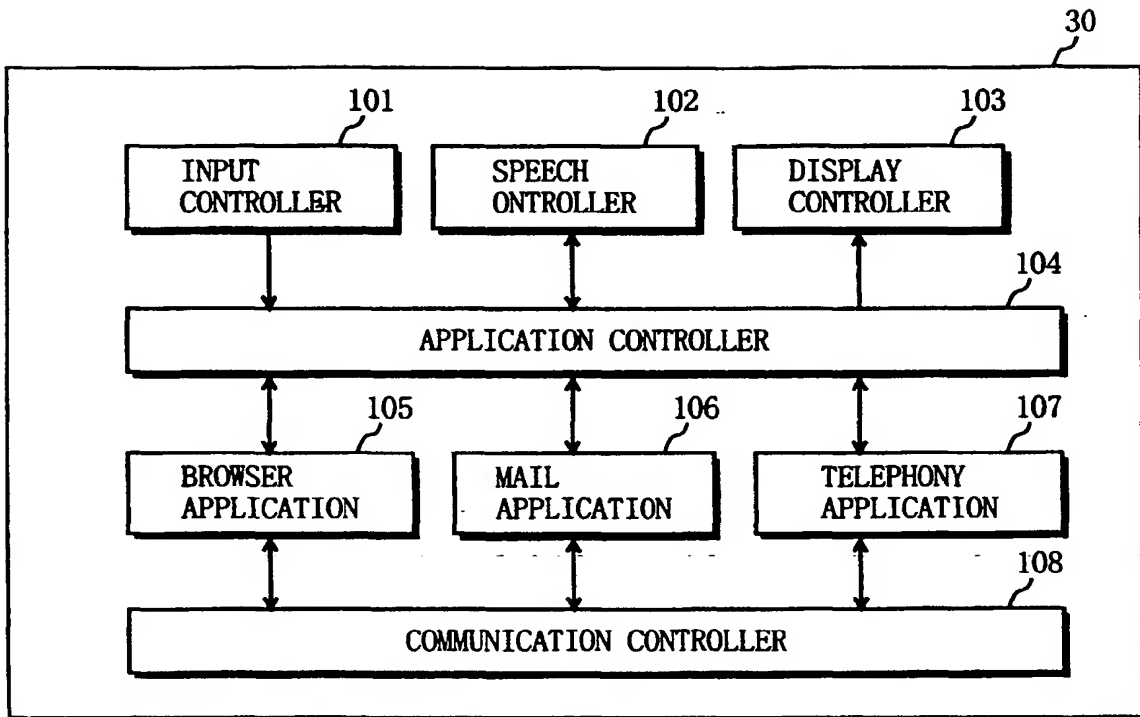 30
101
102
103
INPUT
CONTROLLER
SPEECH
ONTROLLER
DISPLAY
CONTROLLER
104
APPLICATION CONTROLLER
105
106
107
BROWSER
APPLICATION
MAIL
APPLICATION
TELEPHONY
APPLICATION
108
COMMUNICATION CONTROLLER